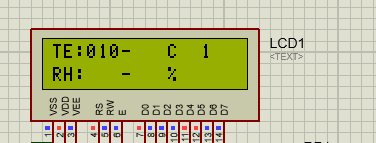 TE:010-   C  1
RH:   -   %
LCD1
<TEXT>
VSS VDD VEE RS RW E D0 D1 D2 D3 D4 D5 D6 D7
1 2 3 4 5 6 7 8 9 10 11 12 13 14